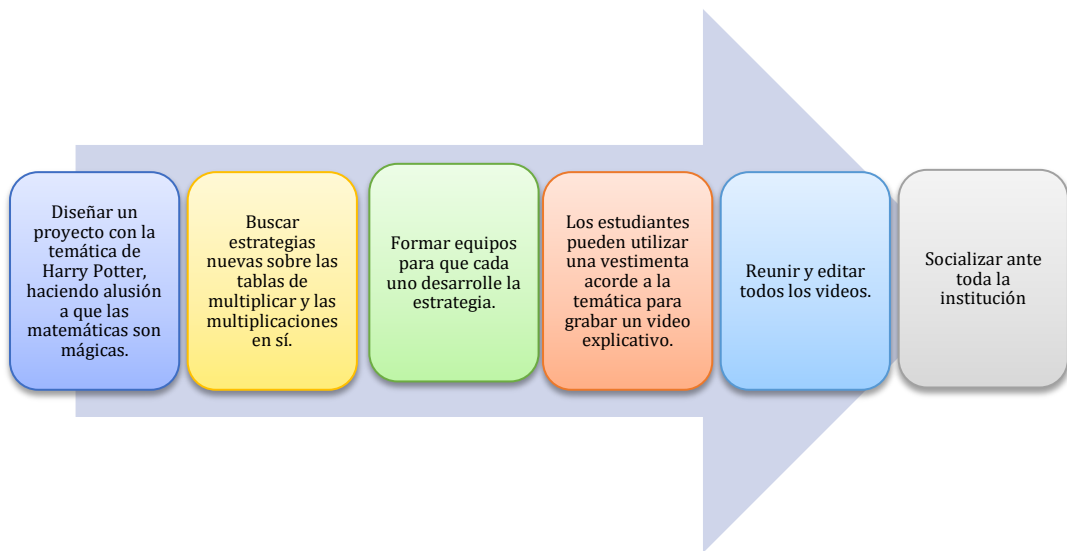 Diseñar un
proyecto con la
temática de
Harry Potter,
haciendo alusión
a que las
matemáticas son
mágicas.
Buscar
estrategias
nuevas sobre las
tablas de
multiplicar y las
multiplicaciones
en sí.
Formar equipos
para que cada
uno desarrolle la
estrategia.
Los estudiantes
pueden utilizar
una vestimenta
acorde a la
temática para
grabar un video
explicativo.
Reunir y editar
todos los videos.
Socializar ante
toda la
institución